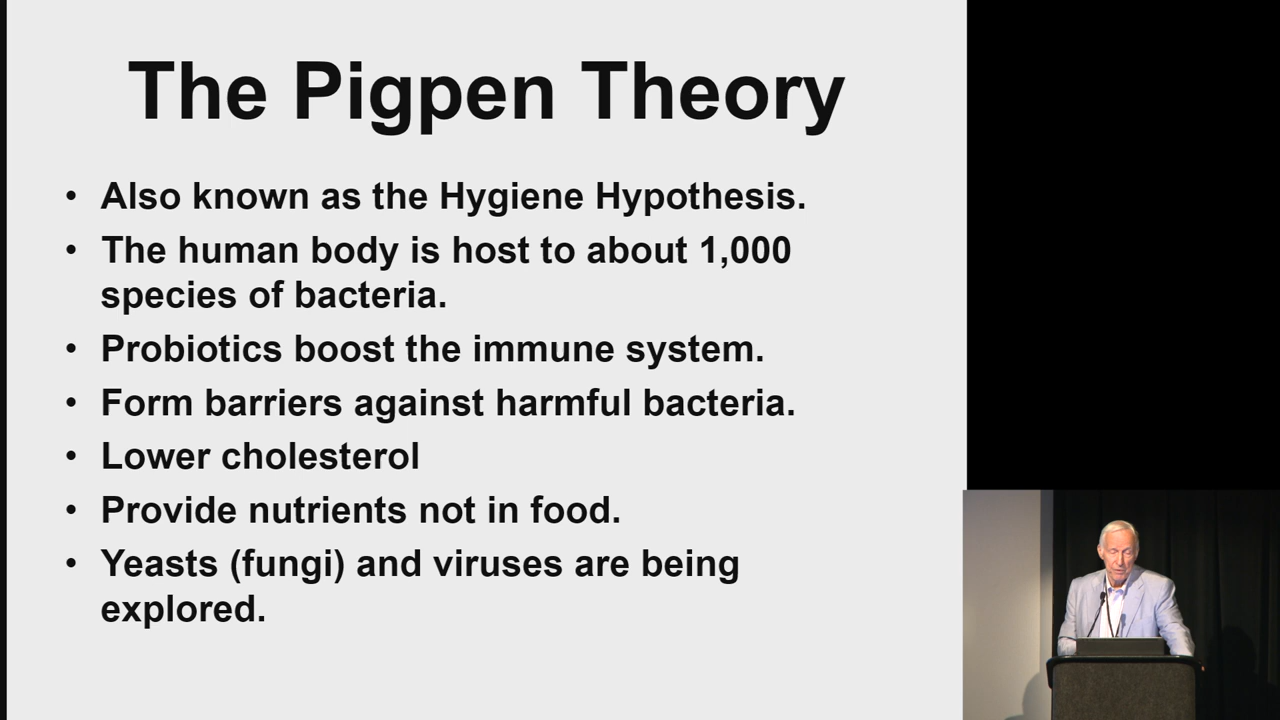 The Pigpen Theory
• Also known as the Hygiene Hypothesis.
• The human body is host to about 1,000
species of bacteria.
• Probiotics boost the immune system.
• Form barriers against harmful bacteria.
• Lower cholesterol
• Provide nutrients not in food.
• Yeasts (fungi) and viruses are being
explored.